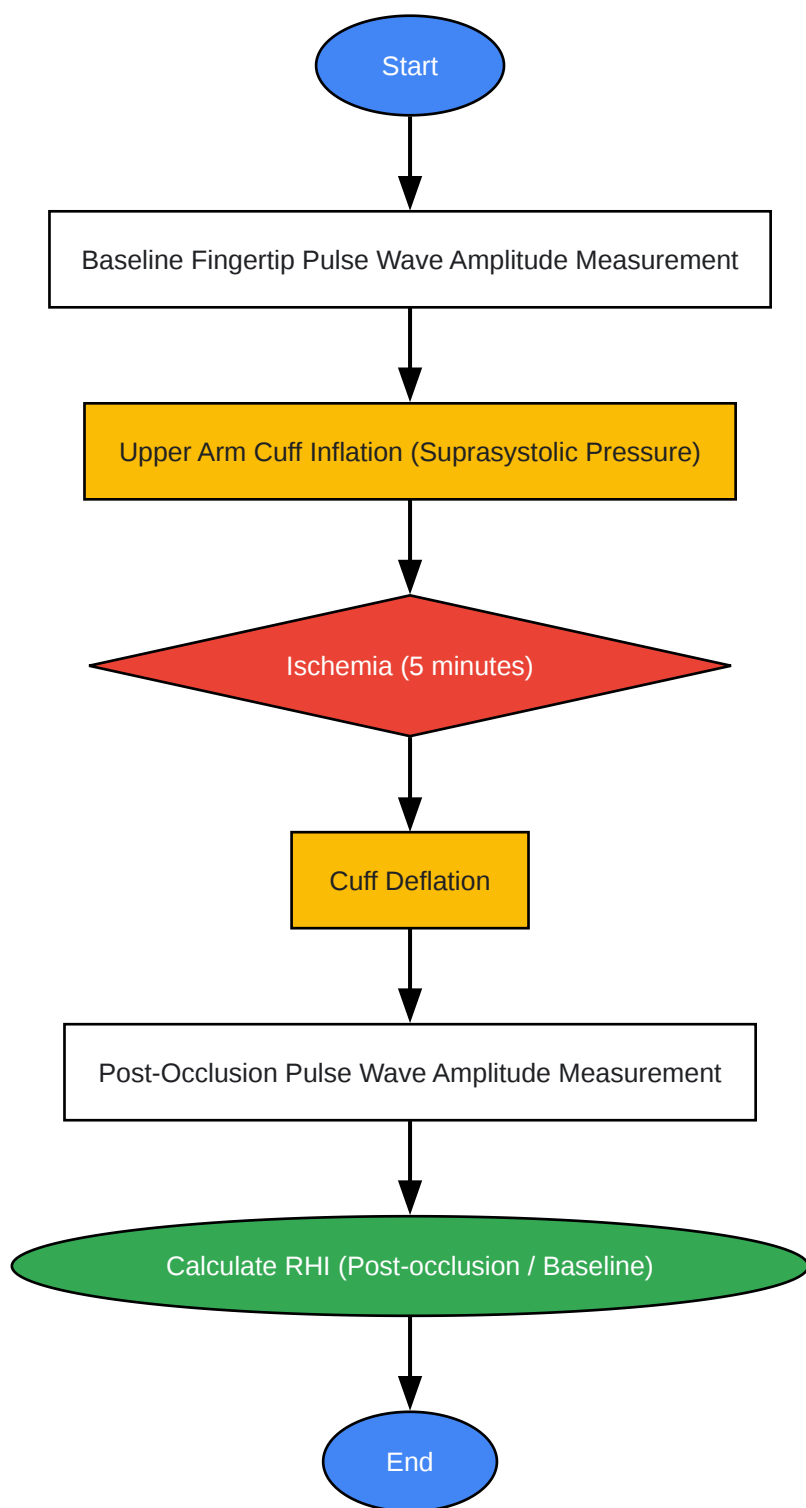 Start
Baseline Fingertip Pulse Wave Amplitude Measurement
Upper Arm Cuff Inflation (Suprasystolic Pressure)
Ischemia (5 minutes)
Cuff Deflation
Post-Occlusion Pulse Wave Amplitude Measurement
Calculate RHI (Post-occlusion / Baseline)
End